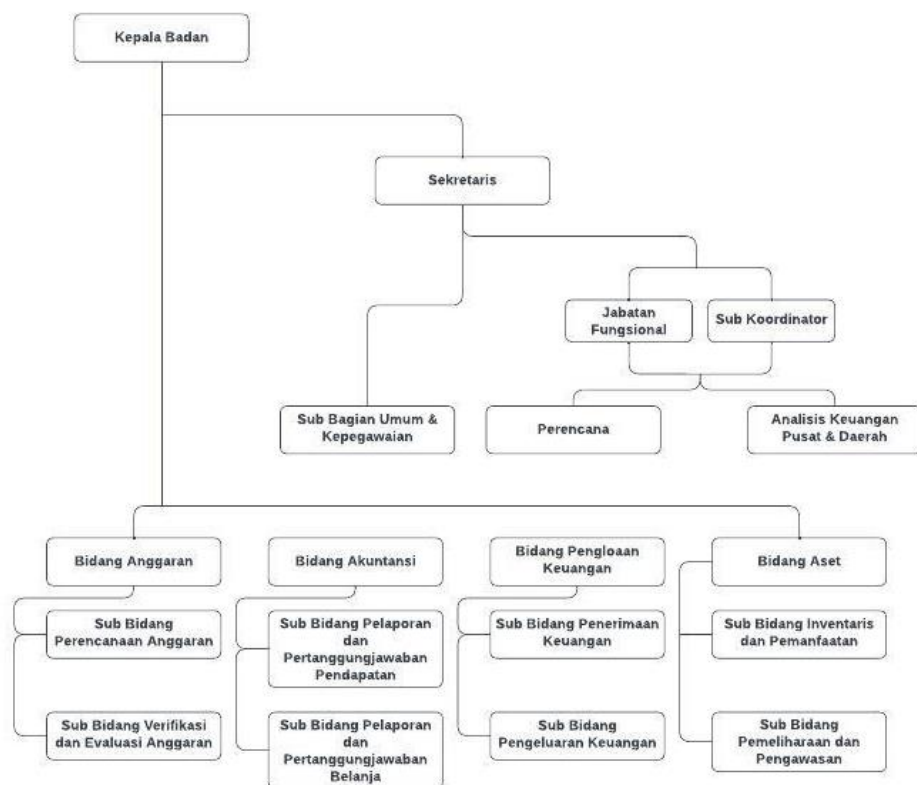 Kepala Badan
Sekretaris
Jabatan
Fungsional
Sub Koordinator
Sub Bagian Umum &
Kepegawaian
Perencana
Analisis Keuangan
Pusat & Daerah
Bidang Anggaran
Bidang Akuntansi
Bidang Pengloaan
Keuangan
Bidang Aset
Sub Bidang
Perencanaan Anggaran
Sub Bidang Pelaporan
dan
Pertanggungjawaban
Pendapatan
Sub Bidang Penerimaan
Keuangan
Sub Bidang Inventaris
dan Pemanfaatan
Sub Bidang Verifikasi
dan Evaluasi Anggaran
Sub Bidang Pelaporan
dan
Pertanggungjawaban
Belanja
Sub Bidang
Pengeluaran Keuangan
Sub Bidang
Pemeliharaan dan
Pengawasan